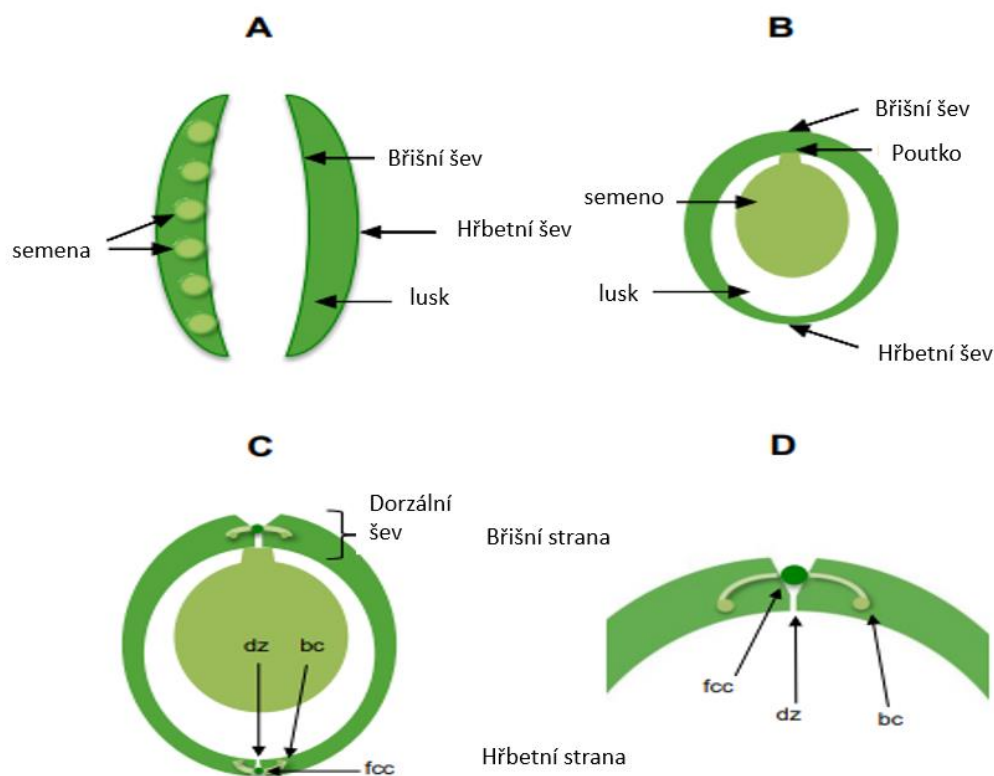 A
B
Břišní šev
Hřbetní šev
semena
lusk
Břišní šev
Poutko
semeno
lusk
Hřbetní šev
C
D
Dorzální
šev
Břišní strana
dz
bc
fcc
Hřbetní strana
fcc
dz
bc